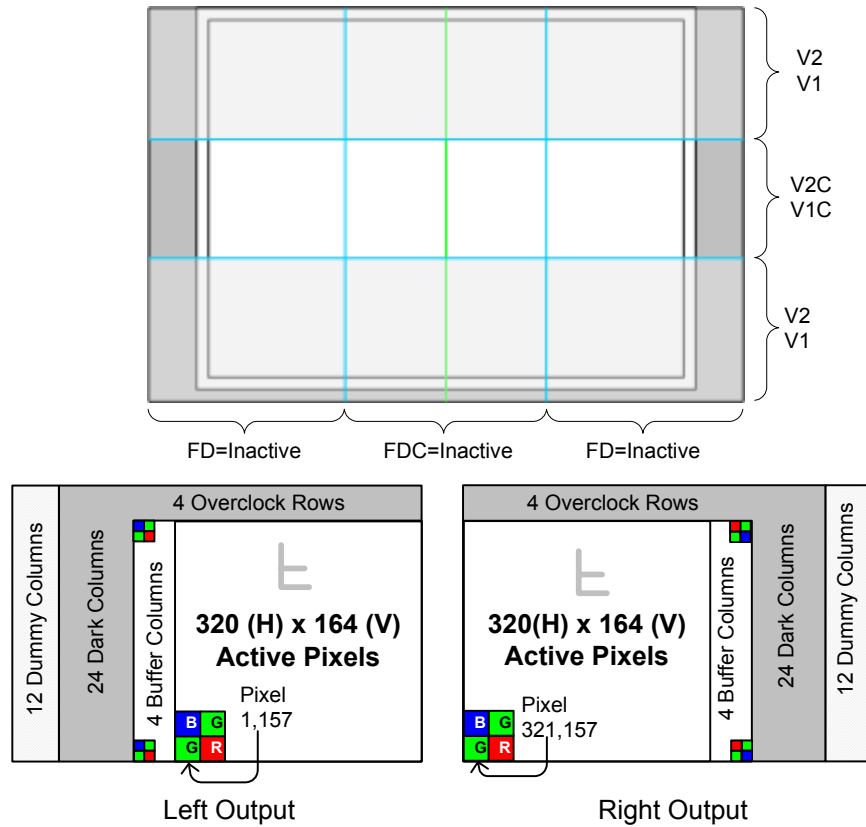 V2
V1
V2C
V1C
V2
V1
FD=Inactive
FDC=Inactive
FD=Inactive
12 Dummy Columns
24 Dark Columns
4 Overclock Rows
4 Buffer Columns
320 (H) x 164 (V)
Active Pixels
Pixel
1,157
B G
G R
Left Output
4 Overclock Rows
320(H) x 164 (V)
Active Pixels
Pixel
321,157
B G
G R
4 Buffer Columns
24 Dark Columns
12 Dummy Columns
Right Output